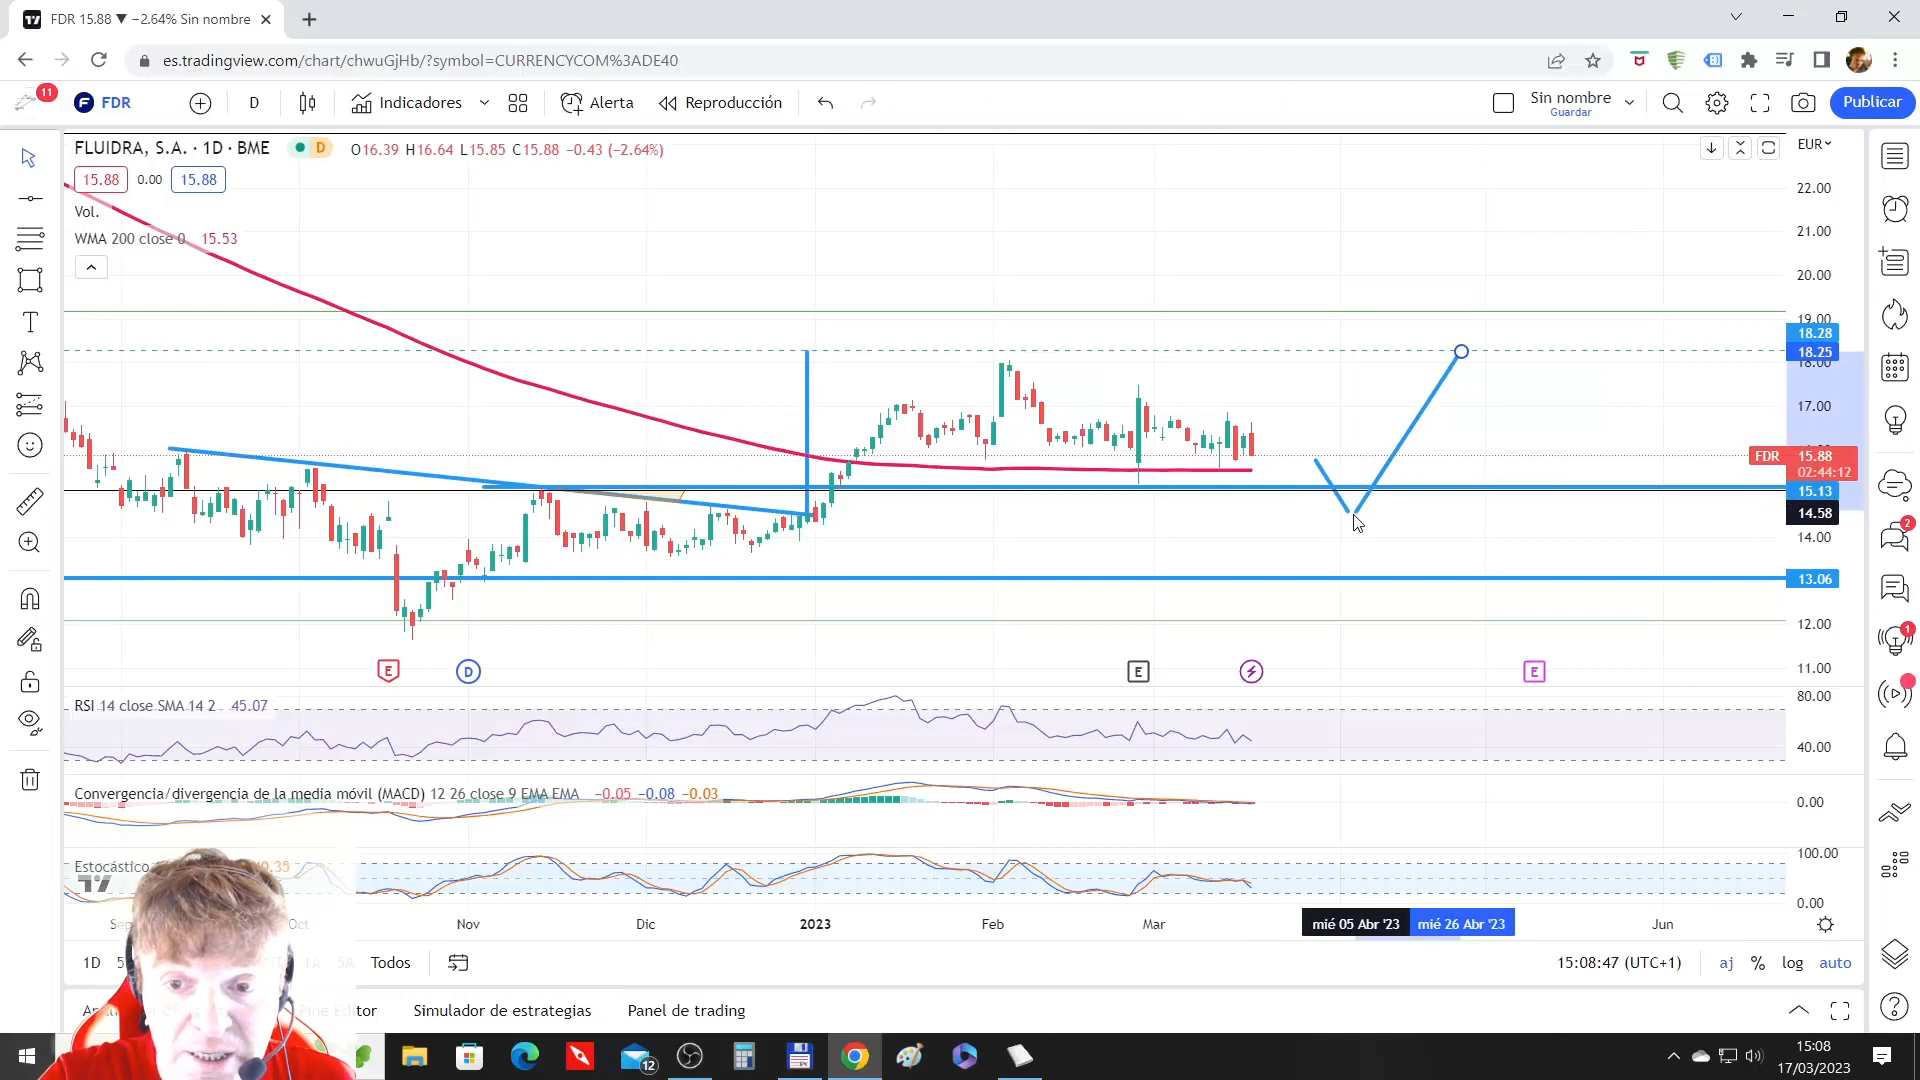 FDR 15.88 ▼ −2.64% Sin nombre
es.tradingview.com/chart/chwuGjHb/?symbol=CURRENCYCOM%3ADE40
11
FDR
D
Indicadores
Alerta
Reproducción
Sin nombre
Guardar
Publicar
FLUIDRA, S.A. · 1D · BME
D
O16.39 H16.64 L15.85 C15.88 −0.43 (−2.64%)
EUR
15.88
0.00
15.88
Vol.
WMA 200 close 0 15.53
22.00
21.00
20.00
19.00
18.28
18.25
18.00
17.00
FDR 15.88
02:44:12
15.13
14.58
14.00
13.06
12.00
11.00
E
D
E
E
RSI 14 close SMA 14 2 45.07
80.00
40.00
Convergencia/divergencia de la media móvil (MACD) 12 26 close 9 EMA EMA −0.05 −0.08 −0.03
0.00
Estocástico
100.00
0.00
Nov
Dic
2023
Feb
Mar
mié 05 Abr '23
mié 26 Abr '23
Jun
1D
Todos
15:08:47 (UTC+1)
aj
%
log
auto
Editor
Simulador de estrategias
Panel de trading
2
1
12
15:08
17/03/2023